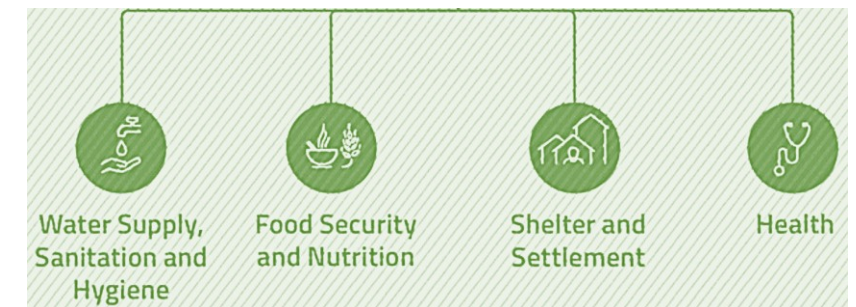 Water Supply,
Sanitation and
Hygiene
Food Security
and Nutrition
Shelter and
Settlement
Health